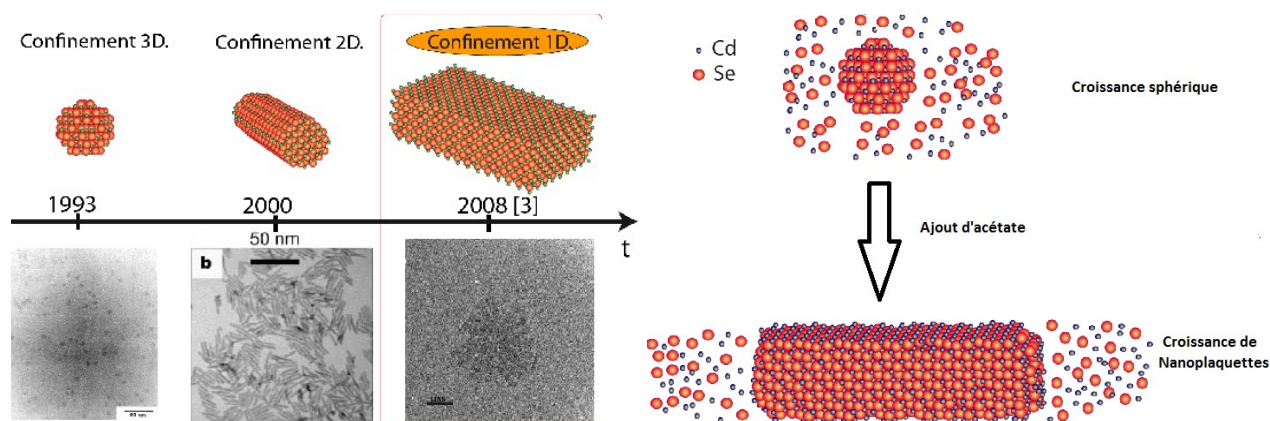 Confinement 3D.
Confinement 2D.
Confinement 1D.
1993
2000
2008 [3]
t
50 nm
b
Cd
Se
Croissance sphérique
Ajout d'acétate
Croissance de
Nanoplaquettes